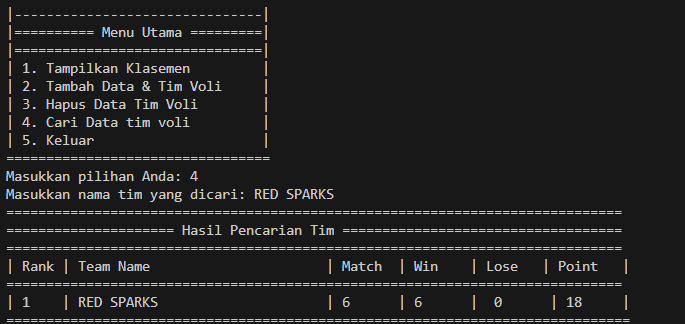 |-------------------------------|
|========== Menu Utama =========|
|===============================|
| 1. Tampilkan Klasemen         |
| 2. Tambah Data & Tim Voli     |
| 3. Hapus Data Tim Voli        |
| 4. Cari Data tim voli         |
| 5. Keluar                     |
=================================
Masukkan pilihan Anda: 4
Masukkan nama tim yang dicari: RED SPARKS
=============================================================================
===================== Hasil Pencarian Tim ===================================
=============================================================================
| Rank | Team Name                      | Match  | Win    | Lose   | Point   |
=============================================================================
| 1    | RED SPARKS                     | 6      | 6      |  0      | 18      |
==============================================================================